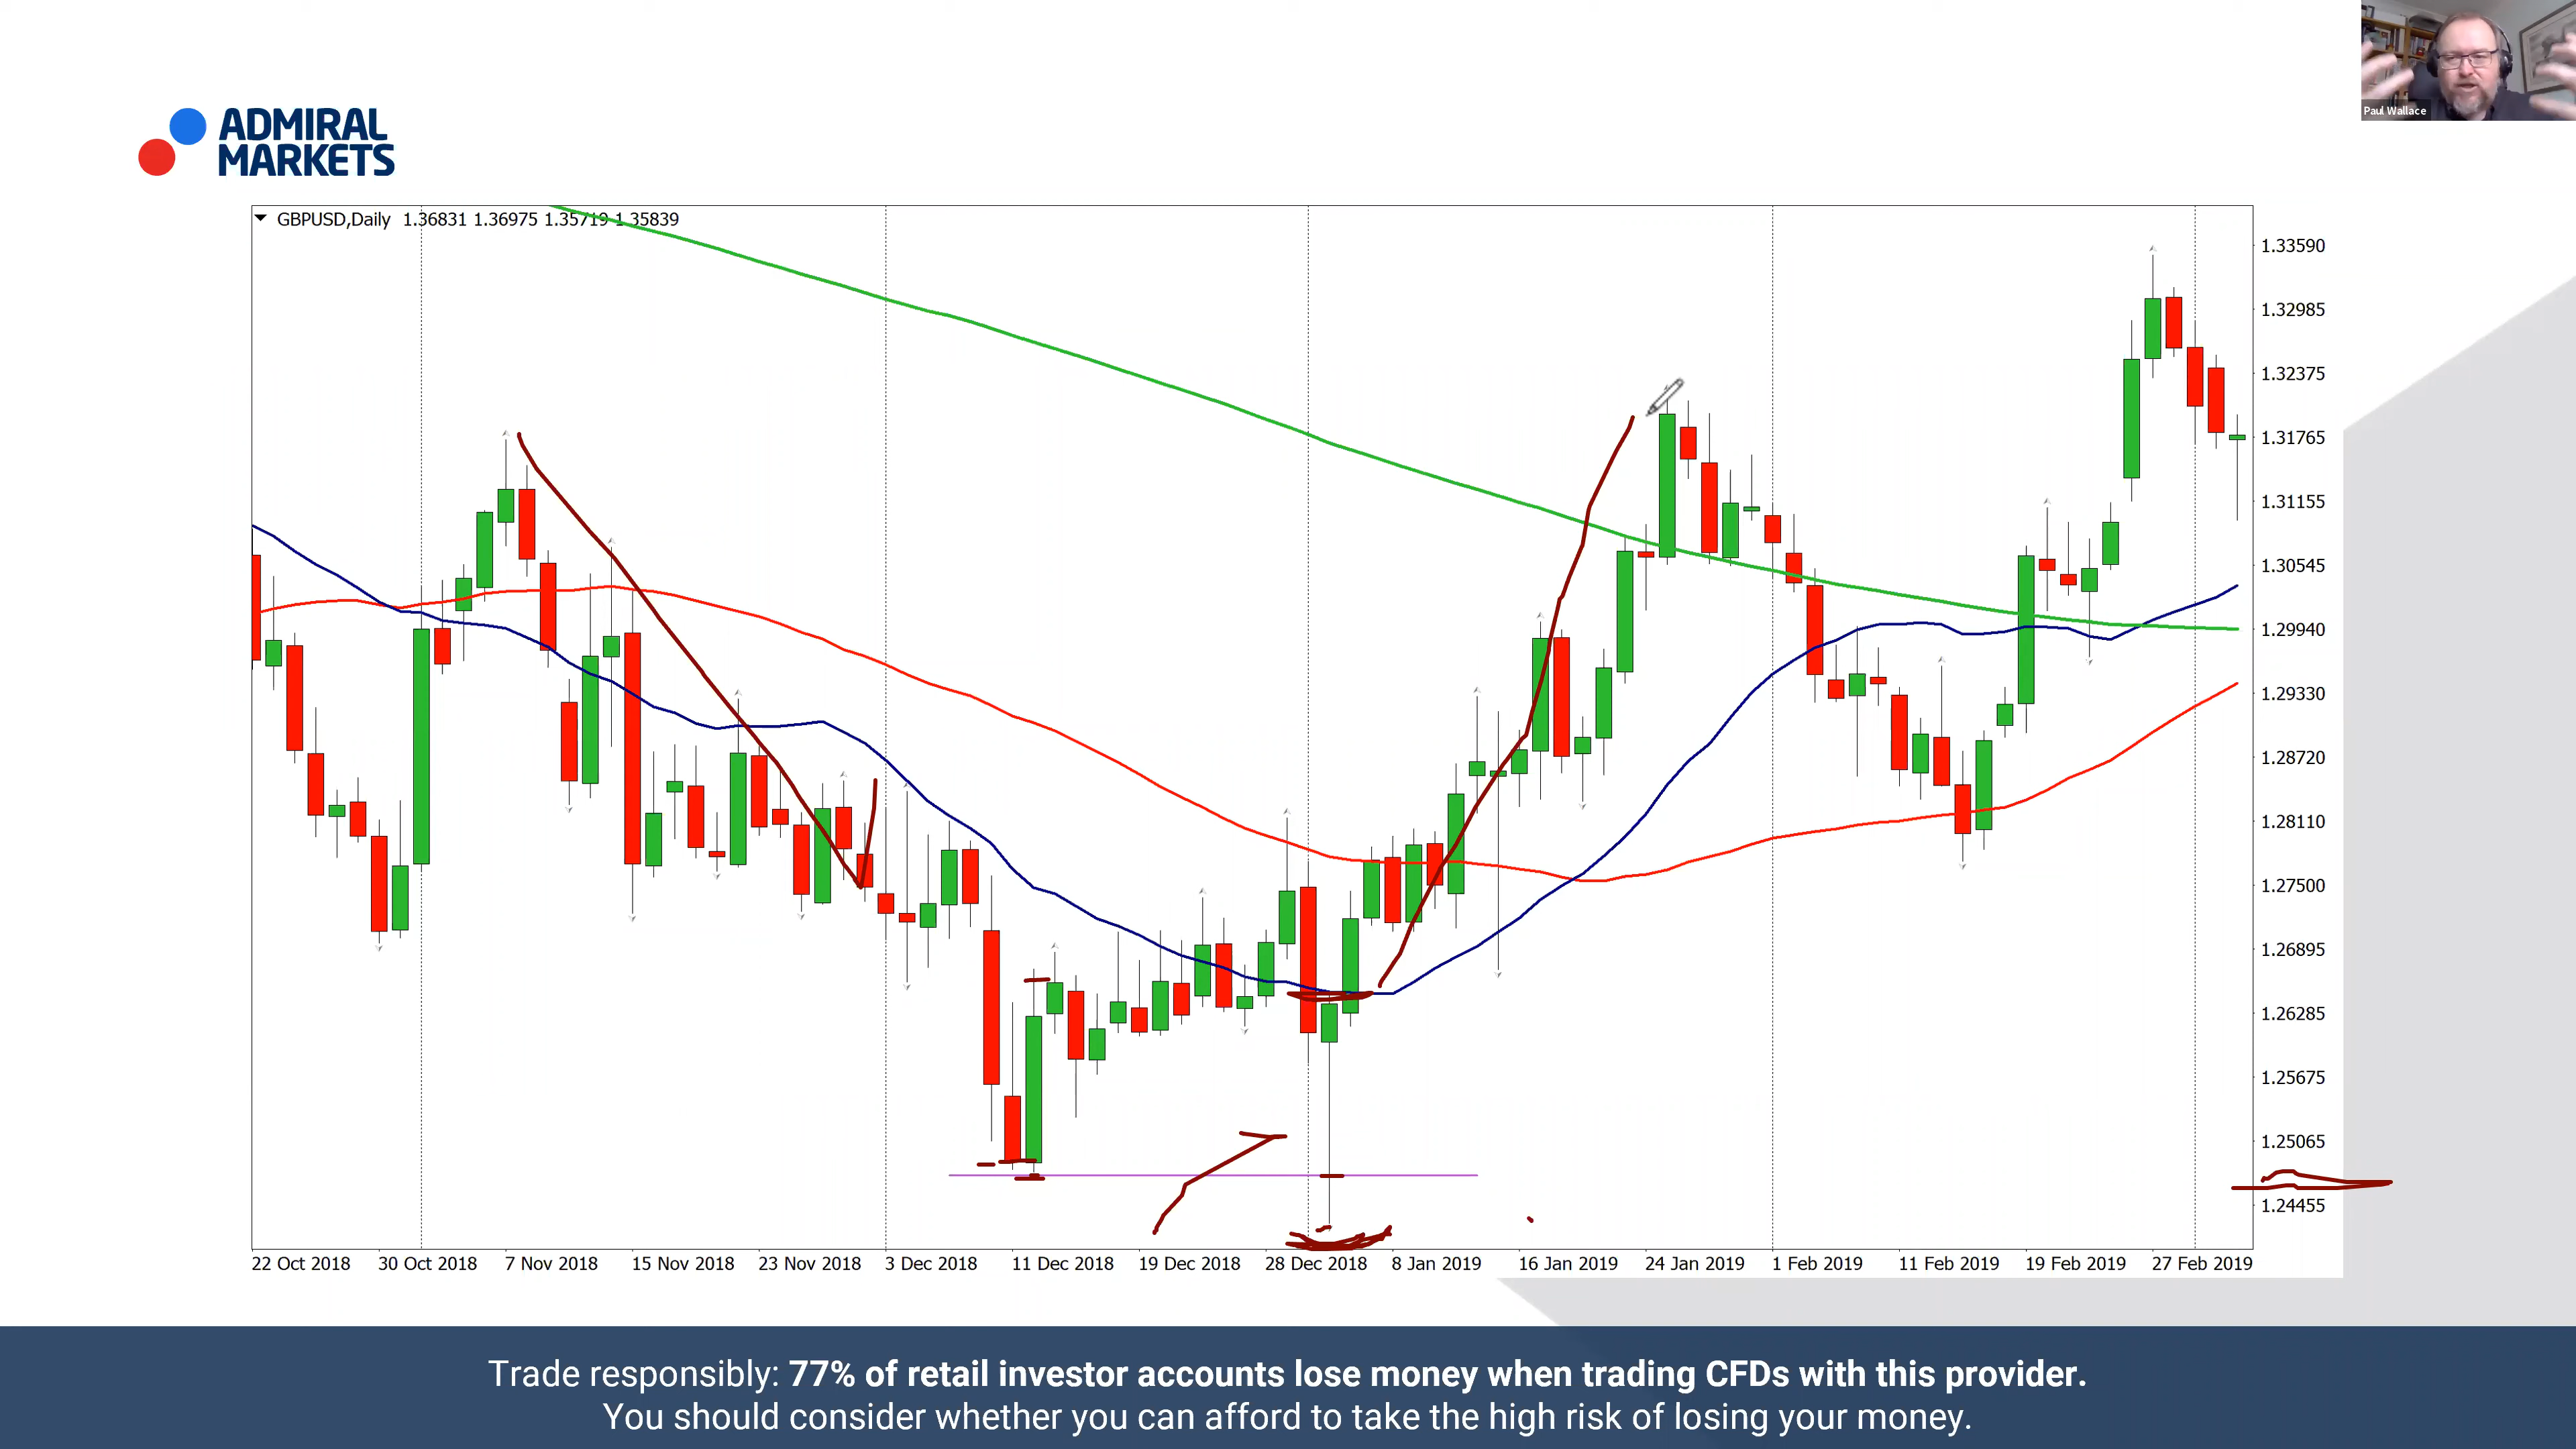 Paul Wallace
ADMIRAL
MARKETS
GBPUSD,Daily 1.36831 1.36975 1.35719 1.35839
1.33590
1.32985
1.32375
1.31765
1.31155
1.30545
1.29940
1.29330
1.28720
1.28110
1.27500
1.26895
1.26285
1.25675
1.25065
1.24455
22 Oct 2018 30 Oct 2018 7 Nov 2018 15 Nov 2018 23 Nov 2018 3 Dec 2018 11 Dec 2018 19 Dec 2018 28 Dec 2018 8 Jan 2019 16 Jan 2019 24 Jan 2019 1 Feb 2019 11 Feb 2019 19 Feb 2019 27 Feb 2019
Trade responsibly: 77% of retail investor accounts lose money when trading CFDs with this provider.
You should consider whether you can afford to take the high risk of losing your money.